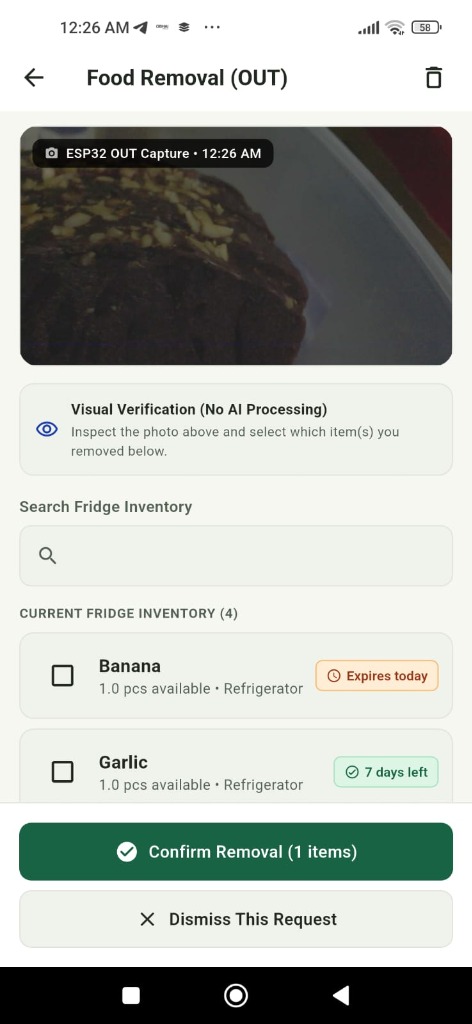 12:26 AM
58
Food Removal (OUT)
ESP32 OUT Capture • 12:26 AM
Visual Verification (No AI Processing)
Inspect the photo above and select which item(s) you
removed below.
Search Fridge Inventory
CURRENT FRIDGE INVENTORY (4)
Banana
1.0 pcs available • Refrigerator
Expires today
Garlic
1.0 pcs available • Refrigerator
7 days left
Confirm Removal (1 items)
Dismiss This Request